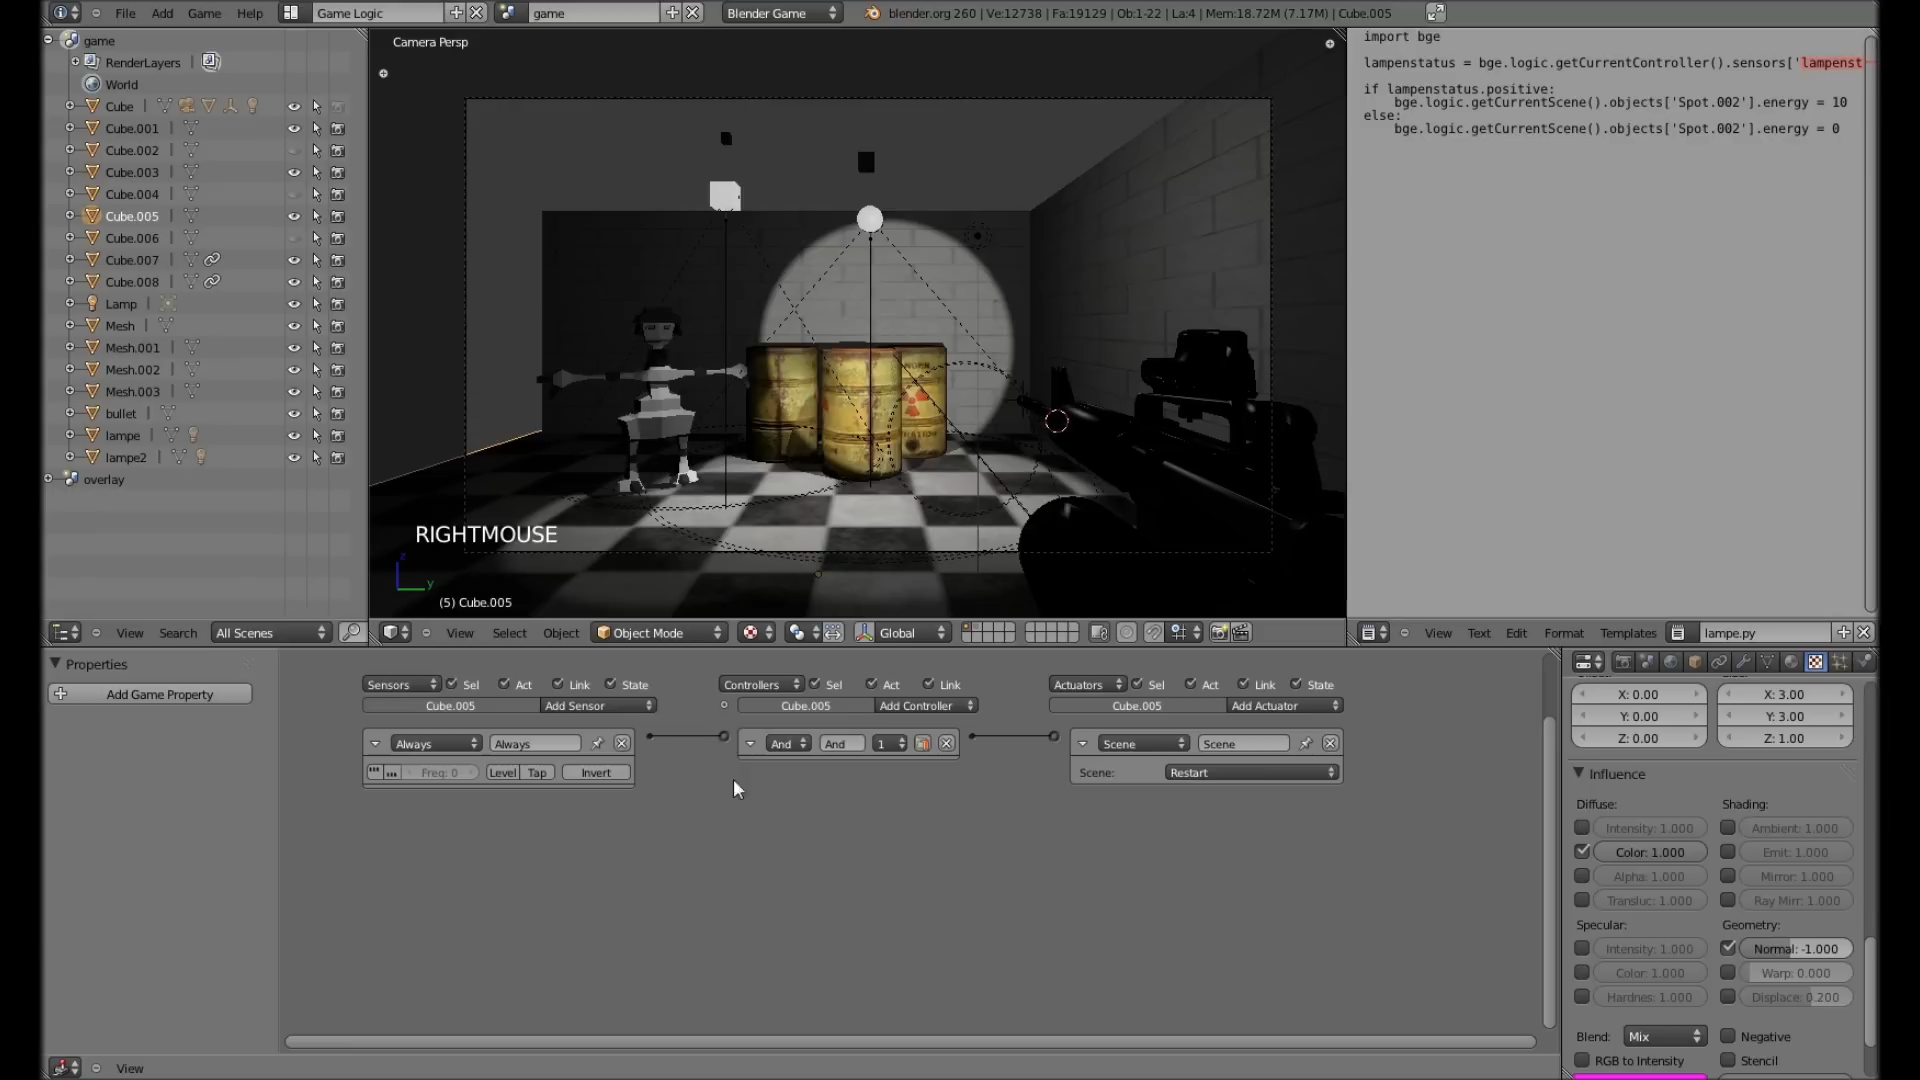 File Add Game Help Game Logic game Blender Game blender.org 260 | Ve:12738 | Fa:19129 | Ob:1-22 | La:4 | Mem:18.72M (7.17M) | Cube.005
game
RenderLayers
World
Cube
Cube.001
Cube.002
Cube.003
Cube.004
Cube.005
Cube.006
Cube.007
Cube.008
Lamp
Mesh
Mesh.001
Mesh.002
Mesh.003
bullet
lampe
lampe2
overlay
Camera Persp
RIGHTMOUSE
z
y
(5) Cube.005
import bge
lampenstatus = bge.logic.getCurrentController().sensors['lampenst
if lampenstatus.positive:
bge.logic.getCurrentScene().objects['Spot.002'].energy = 10
else:
bge.logic.getCurrentScene().objects['Spot.002'].energy = 0
View Search All Scenes
View Select Object Object Mode Global
View Text Edit Format Templates lampe.py
Properties
Add Game Property
Sensors Sel Act Link State
Cube.005 Add Sensor
Always Always
Freq: 0 Level Tap Invert
Controllers Sel Act Link
Cube.005 Add Controller
And And 1
Actuators Sel Act Link State
Cube.005 Add Actuator
Scene Scene
Scene: Restart
X: 0.00 X: 3.00
Y: 0.00 Y: 3.00
Z: 0.00 Z: 1.00
Influence
Diffuse: Shading:
Intensity: 1.000 Ambient: 1.000
Color: 1.000 Emit: 1.000
Alpha: 1.000 Mirror: 1.000
Transluc: 1.000 Ray Mirr: 1.000
Specular: Geometry:
Intensity: 1.000 Normal: -1.000
Color: 1.000 Warp: 0.000
Hardnes: 1.000 Displace: 0.200
Blend: Mix Negative
RGB to Intensity Stencil
View